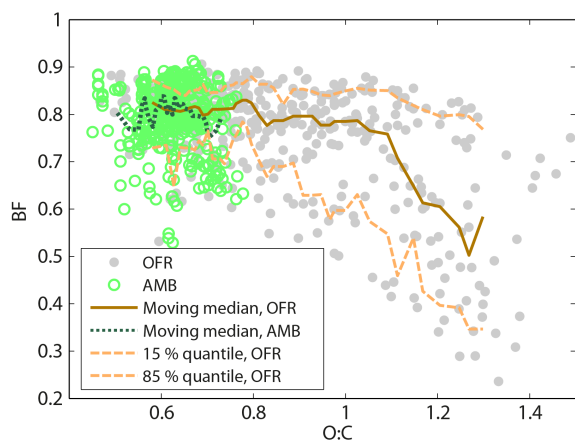 1
0.9
0.8
0.7
0.6
0.5
0.4
0.3
0.2
BF
OFR
AMB
Moving median, OFR
Moving median, AMB
15 % quantile, OFR
85 % quantile, OFR
0.6 0.8 1 1.2 1.4
O:C